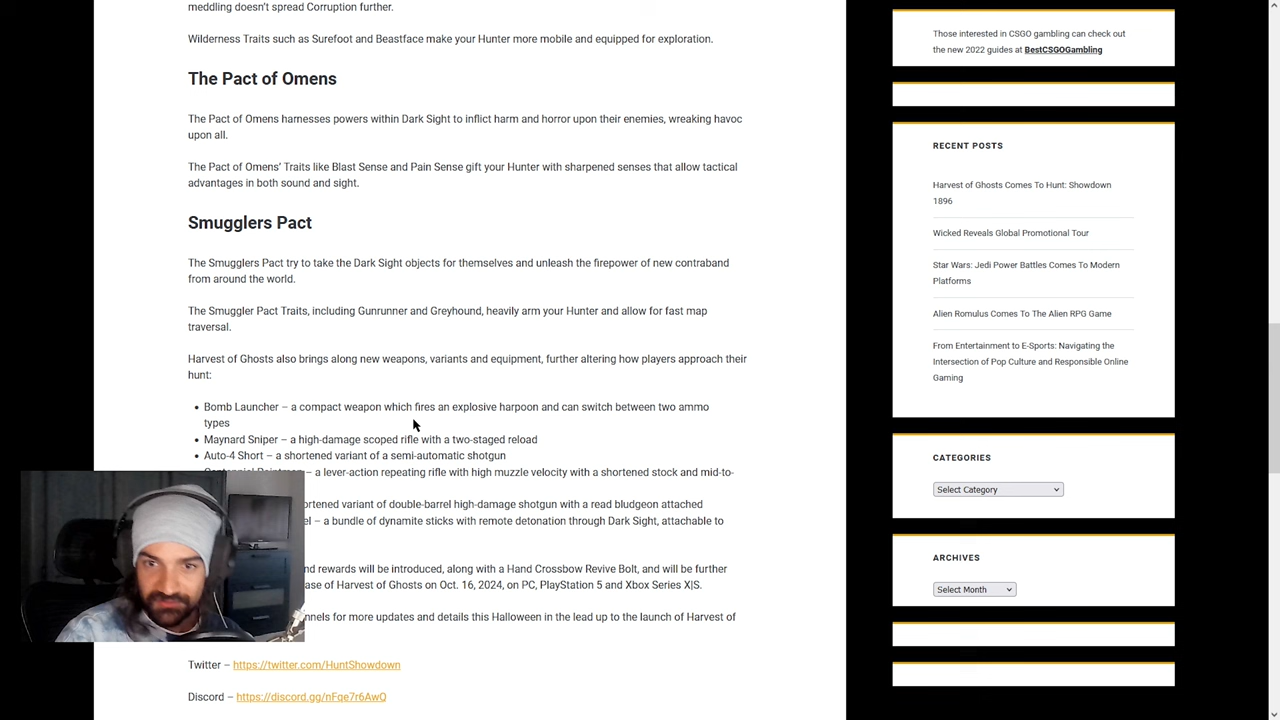 meddling doesn't spread Corruption further.
Wilderness Traits such as Surefoot and Beastface make your Hunter more mobile and equipped for exploration.
The Pact of Omens
The Pact of Omens harnesses powers within Dark Sight to inflict harm and horror upon their enemies, wreaking havoc
upon all.
The Pact of Omens' Traits like Blast Sense and Pain Sense gift your Hunter with sharpened senses that allow tactical
advantages in both sound and sight.
Smugglers Pact
The Smugglers Pact try to take the Dark Sight objects for themselves and unleash the firepower of new contraband
from around the world.
The Smuggler Pact Traits, including Gunrunner and Greyhound, heavily arm your Hunter and allow for fast map
traversal.
Harvest of Ghosts also brings along new weapons, variants and equipment, further altering how players approach their
hunt:
• Bomb Launcher – a compact weapon which fires an explosive harpoon and can switch between two ammo
types
• Maynard Sniper – a high-damage scoped rifle with a two-staged reload
• Auto-4 Short – a shortened variant of a semi-automatic shotgun
– a lever-action repeating rifle with high muzzle velocity with a shortened stock and mid-to-
variant of double-barrel high-damage shotgun with a read bludgeon attached
– a bundle of dynamite sticks with remote detonation through Dark Sight, attachable to
rewards will be introduced, along with a Hand Crossbow Revive Bolt, and will be further
of Harvest of Ghosts on Oct. 16, 2024, on PC, PlayStation 5 and Xbox Series X|S.
for more updates and details this Halloween in the lead up to the launch of Harvest of
Twitter – https://twitter.com/HuntShowdown
Discord – https://discord.gg/nFqe7r6AwQ
Those interested in CSGO gambling can check out
the new 2022 guides at BestCSGOGambling
RECENT POSTS
Harvest of Ghosts Comes To Hunt: Showdown
1896
Wicked Reveals Global Promotional Tour
Star Wars: Jedi Power Battles Comes To Modern
Platforms
Alien Romulus Comes To The Alien RPG Game
From Entertainment to E-Sports: Navigating the
Intersection of Pop Culture and Responsible Online
Gaming
CATEGORIES
Select Category
ARCHIVES
Select Month